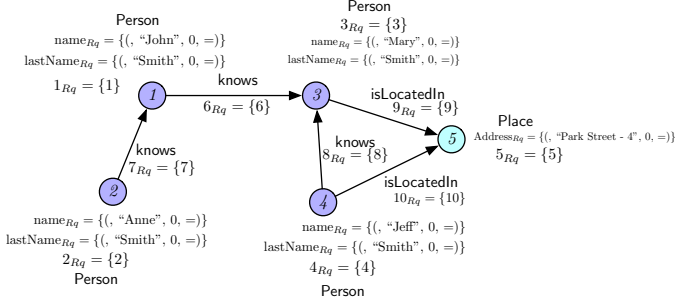 Person
name_Rq = {(, “John”, 0, =)}
lastName_Rq = {(, “Smith”, 0, =)}
1_Rq = {1}
1
knows
6_Rq = {6}
Person
3_Rq = {3}
name_Rq = {(, “Mary”, 0, =)}
lastName_Rq = {(, “Smith”, 0, =)}
3
isLocatedIn
9_Rq = {9}
knows
7_Rq = {7}
knows
8_Rq = {8}
5
Place
Address_Rq = {(, “Park Street - 4”, 0, =)}
5_Rq = {5}
isLocatedIn
10_Rq = {10}
2
name_Rq = {(, “Anne”, 0, =)}
lastName_Rq = {(, “Smith”, 0, =)}
2_Rq = {2}
Person
4
name_Rq = {(, “Jeff”, 0, =)}
lastName_Rq = {(, “Smith”, 0, =)}
4_Rq = {4}
Person